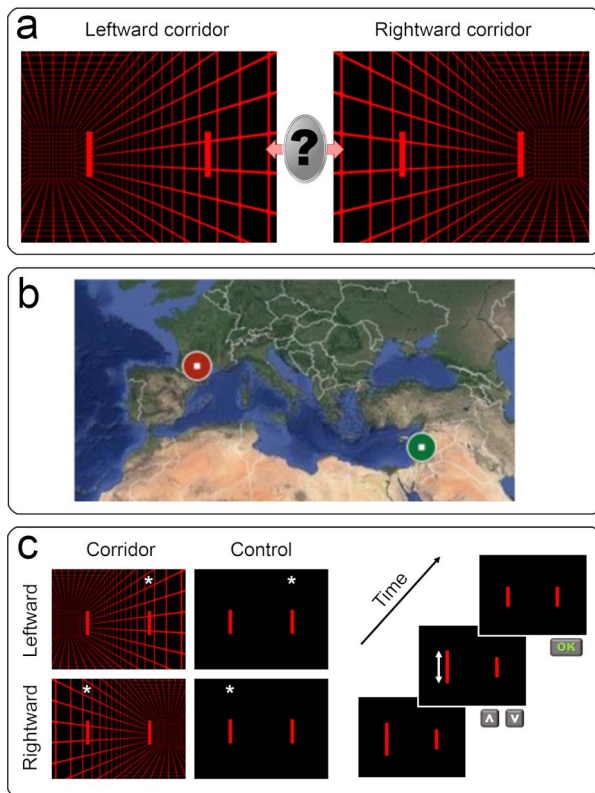 a
Leftward corridor Rightward corridor
?
b
c
Corridor Control
Leftward
*
*
Rightward
*
*
Time
OK